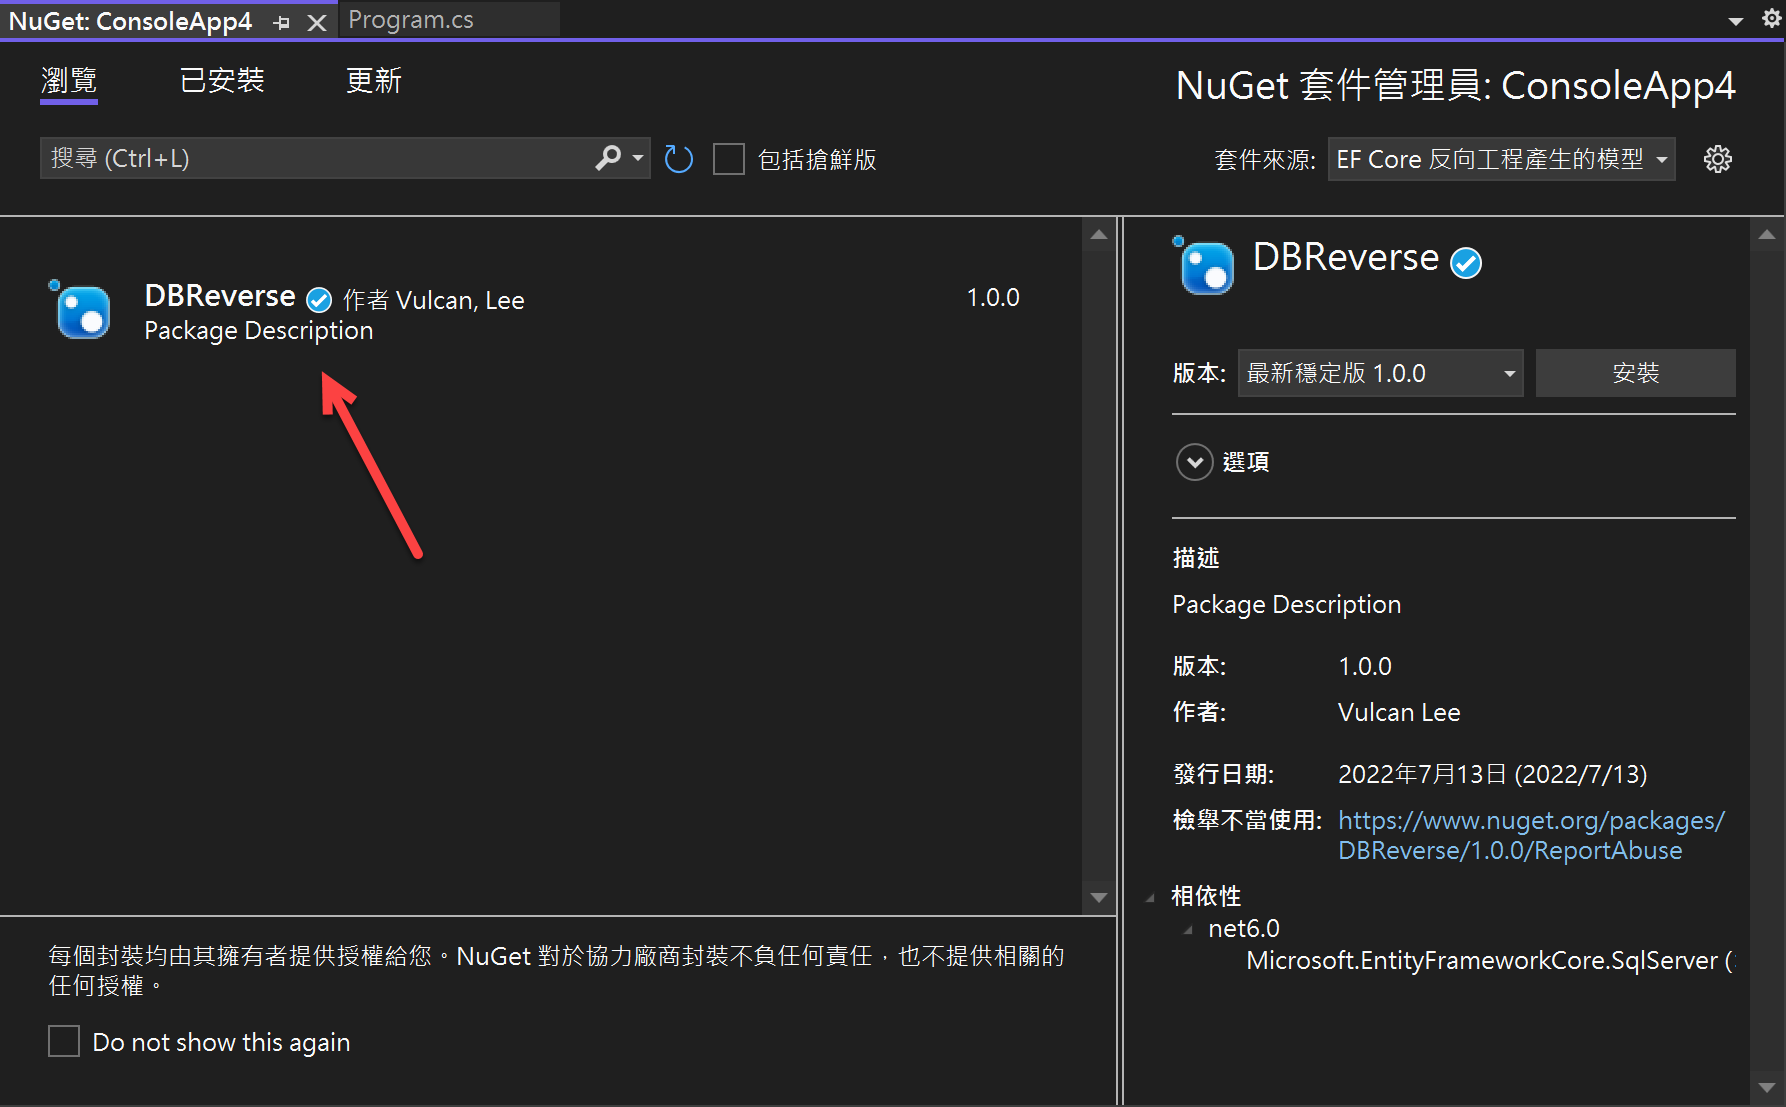 NuGet: ConsoleApp4
Program.cs
瀏覽
已安裝
更新
NuGet 套件管理員: ConsoleApp4
搜尋 (Ctrl+L)
包括搶鮮版
套件來源:
EF Core 反向工程產生的模型
DBReverse 作者 Vulcan, Lee
1.0.0
Package Description
DBReverse
版本:
最新穩定版 1.0.0
安裝
選項
描述
Package Description
版本: 1.0.0
作者: Vulcan Lee
發行日期: 2022年7月13日 (2022/7/13)
檢舉不當使用: https://www.nuget.org/packages/
DBReverse/1.0.0/ReportAbuse
相依性
net6.0
Microsoft.EntityFrameworkCore.SqlServer (
每個封裝均由其擁有者提供授權給您。NuGet 對於協力廠商封裝不負任何責任，也不提供相關的
任何授權。
Do not show this again